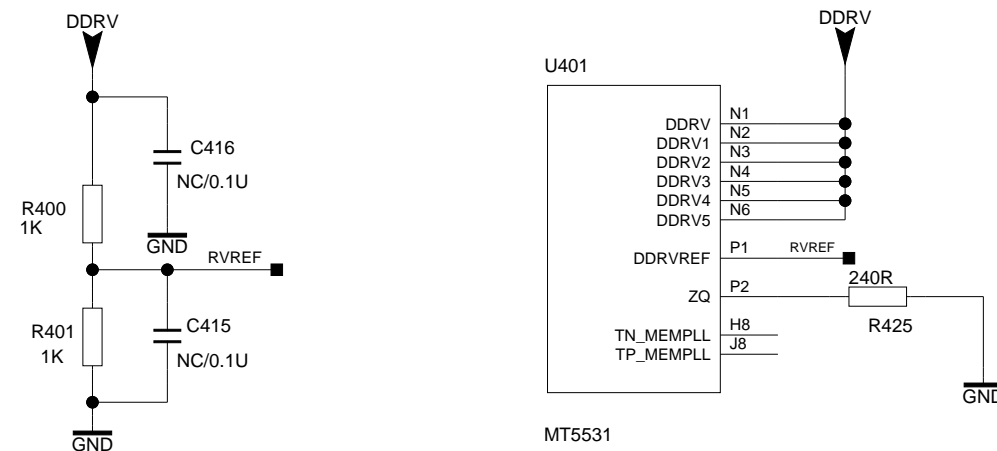 DDRV
C416
NC/0.1U
R400
1K
GND
RVREF
R401
1K
C415
NC/0.1U
GND
DDRV
U401
DDRV N1
DDRV1 N2
DDRV2 N3
DDRV3 N4
DDRV4 N5
DDRV5 N6
DDRVREF P1 RVREF
ZQ P2 240R
R425
TN_MEMPLL H8
TP_MEMPLL J8
GND
MT5531